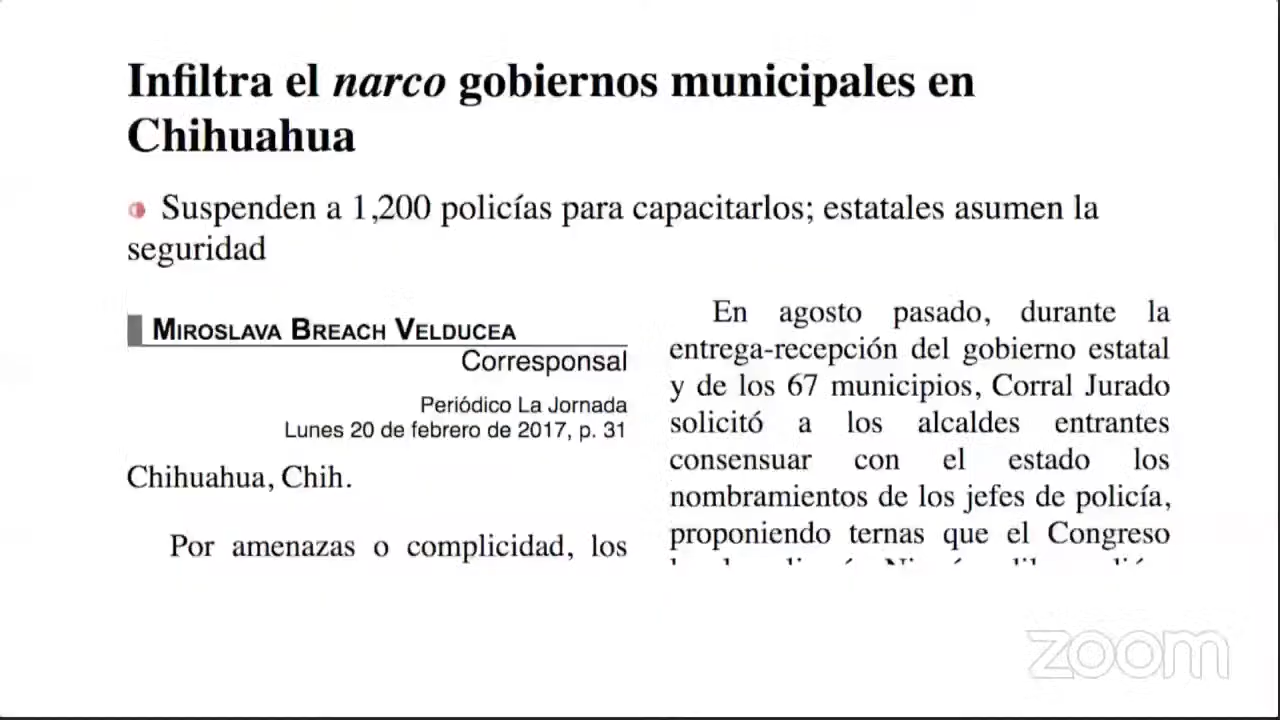 Infiltra el narco gobiernos municipales en
Chihuahua
Suspenden a 1,200 policías para capacitarlos; estatales asumen la
seguridad
MIROSLAVA BREACH VELDUCEA
Corresponsal
Periódico La Jornada
Lunes 20 de febrero de 2017, p. 31
Chihuahua, Chih.
Por amenazas o complicidad, los
En agosto pasado, durante la
entrega-recepción del gobierno estatal
y de los 67 municipios, Corral Jurado
solicitó a los alcaldes entrantes
consensuar con el estado los
nombramientos de los jefes de policía,
proponiendo ternas que el Congreso
zoom